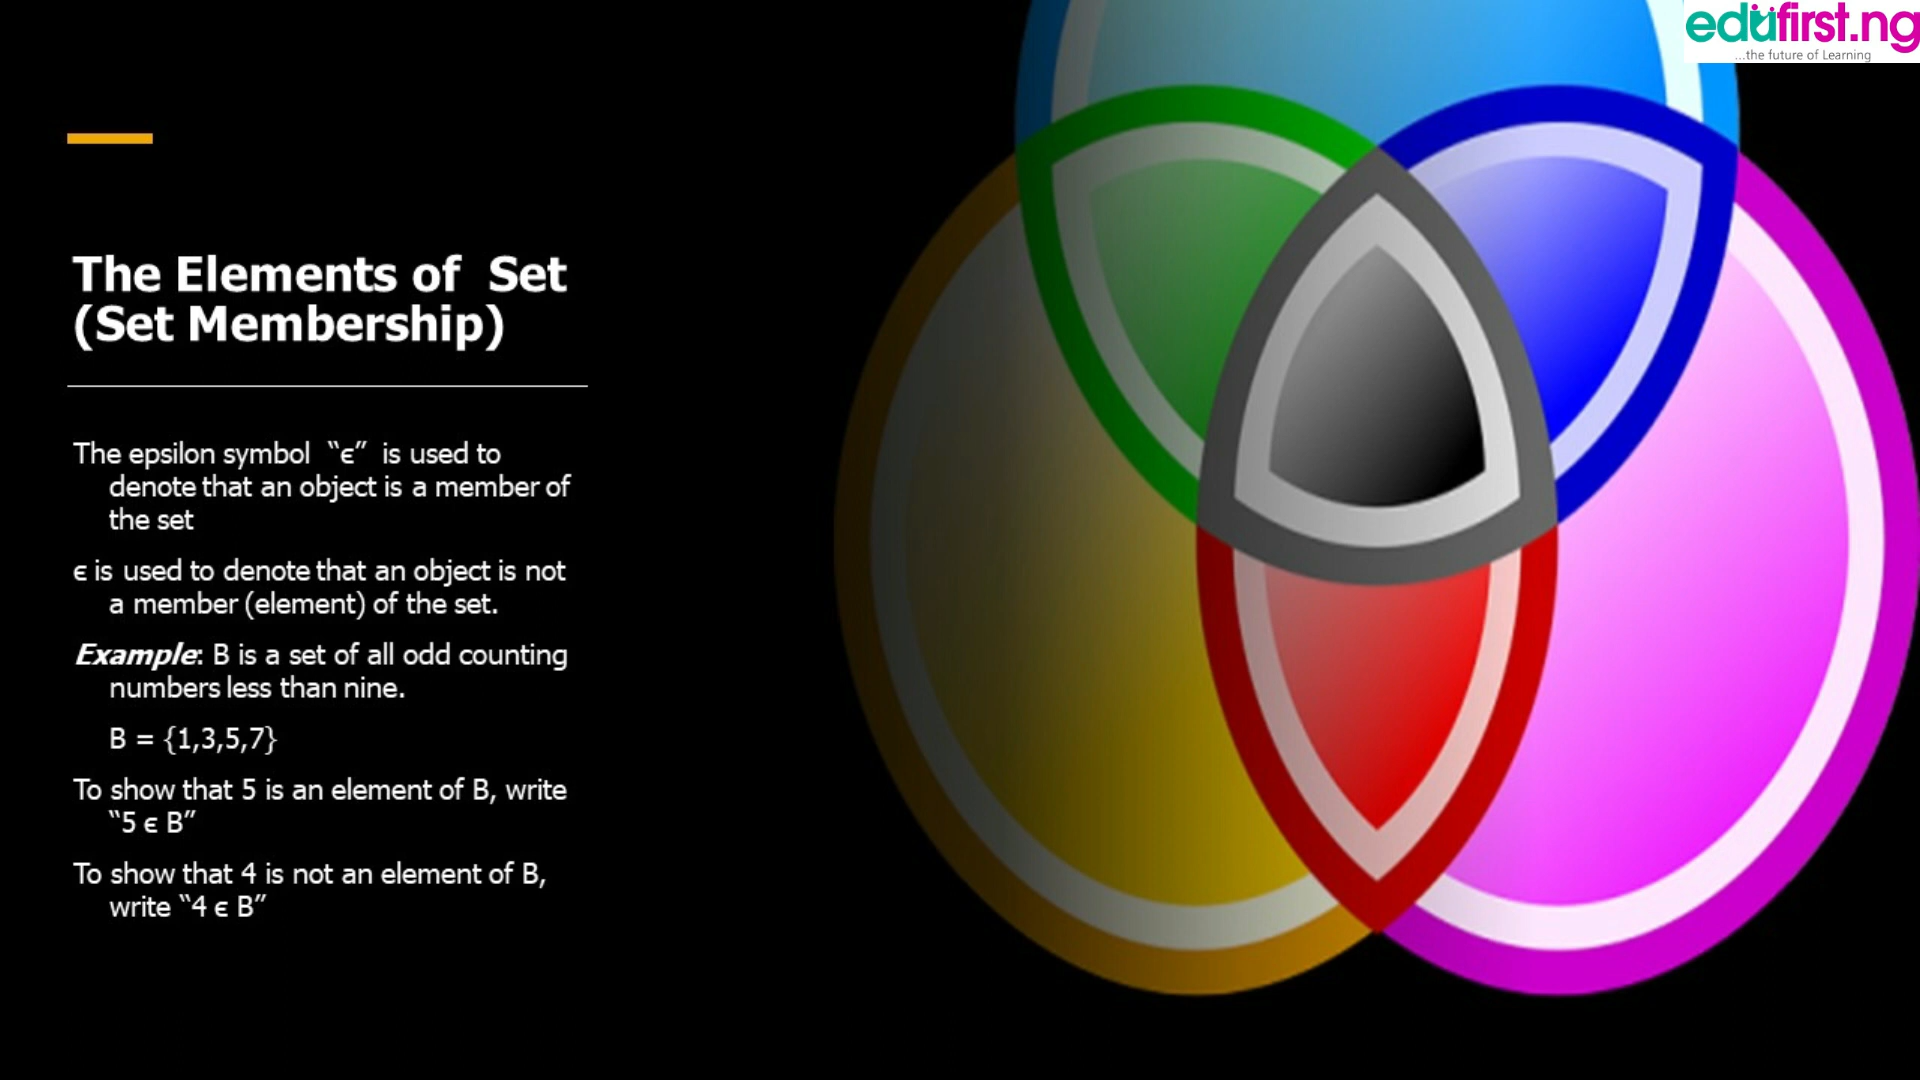 edufirst.ng
...the future of Learning
The Elements of Set
(Set Membership)
The epsilon symbol “ϵ” is used to
denote that an object is a member of
the set
ϵ is used to denote that an object is not
a member (element) of the set.
Example: B is a set of all odd counting
numbers less than nine.
B = {1,3,5,7}
To show that 5 is an element of B, write
“5 ϵ B”
To show that 4 is not an element of B,
write “4 ϵ B”